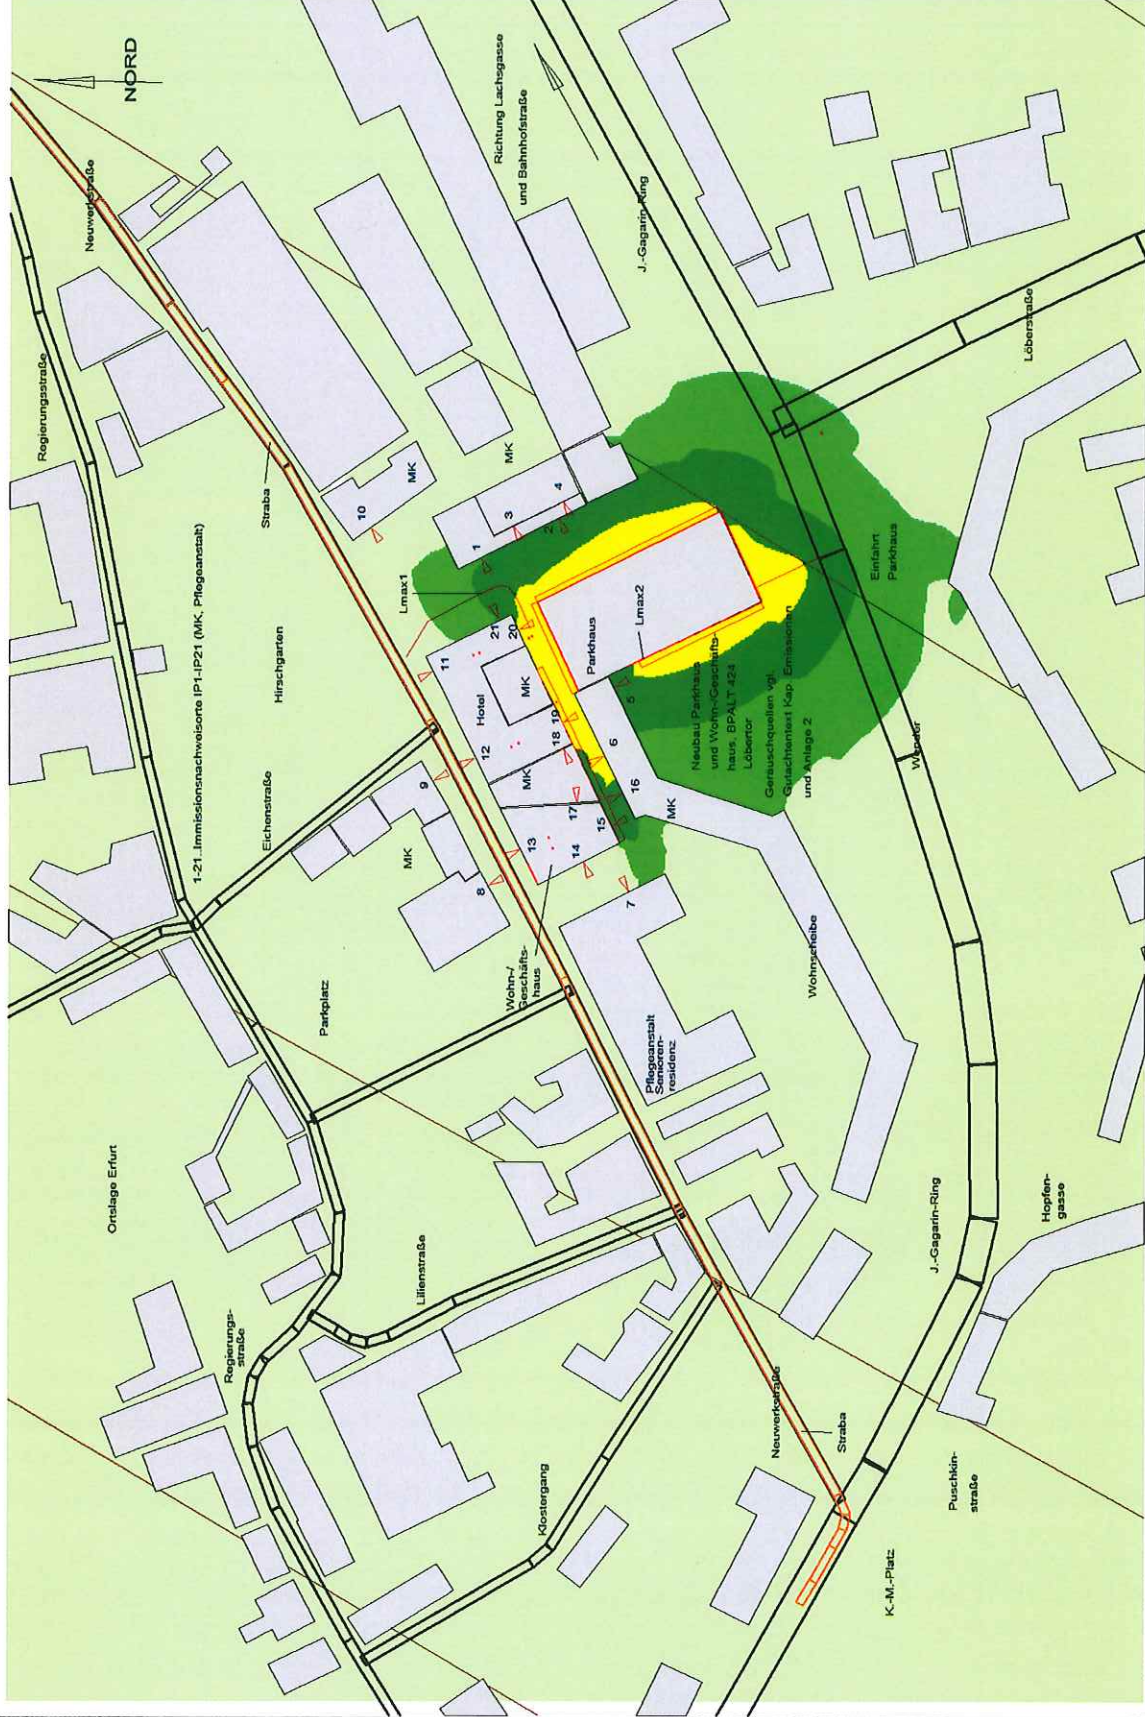 NORD
Neuwerkstraße
Regierungsstraße
Straba
1-21..Immissionsnachweisorte IP1-IP21 (MK, Pflegeanstalt)
Hirschgarten
Eichenstraße
Parkplatz
Ortslage Erfurt
Lilienstraße
Regierungs-
straße
Klostergang
Richtung Lachsgasse
und Bahnhofstraße
J.-Gagarin-Ring
Löberstraße
Einfahrt
Parkhaus
Lmax1
Lmax2
Parkhaus
Hotel
MK
MK
MK
MK
MK
MK
1
2
3
4
5
6
7
8
9
10
11
12
13
14
15
16
17
18
19
20
21
Neubau Parkhaus
und Wohn-/Geschäfts-
haus, BPALT 424
Löbertor
Geräuschquellen vgl.
Gutachtentext Kap. Emissionen
und Anlage 2
Wender
Wohn-/
Geschäfts-
haus
Pflegeanstalt
Senioren-
residenz
Wohnscheibe
J.-Gagarin-Ring
Hopfen-
gasse
Neuwerkstraße
Straba
Puschkin-
straße
K.-M.-Platz